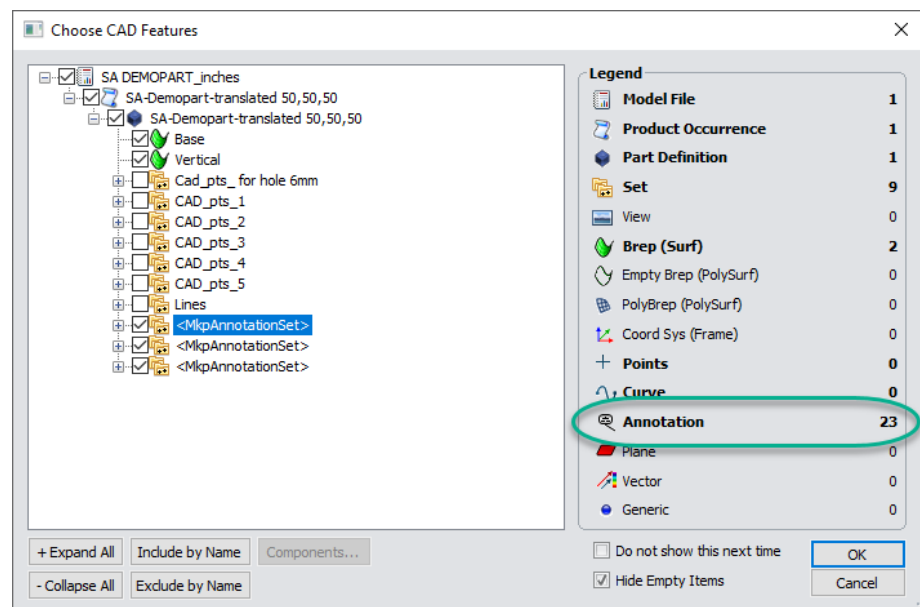 Choose CAD Features
SA DEMOPART_inches
SA-Demopart-translated 50,50,50
SA-Demopart-translated 50,50,50
Base
Vertical
Cad_pts_ for hole 6mm
CAD_pts_1
CAD_pts_2
CAD_pts_3
CAD_pts_4
CAD_pts_5
Lines
<MkpAnnotationSet>
<MkpAnnotationSet>
<MkpAnnotationSet>
Legend
Model File 1
Product Occurrence 1
Part Definition 1
Set 9
View 0
Brep (Surf) 2
Empty Brep (PolySurf) 0
PolyBrep (PolySurf) 0
Coord Sys (Frame) 0
Points 0
Curve 0
Annotation 23
Plane 0
Vector 0
Generic 0
+ Expand All Include by Name Components...
- Collapse All Exclude by Name
Do not show this next time OK
Hide Empty Items Cancel